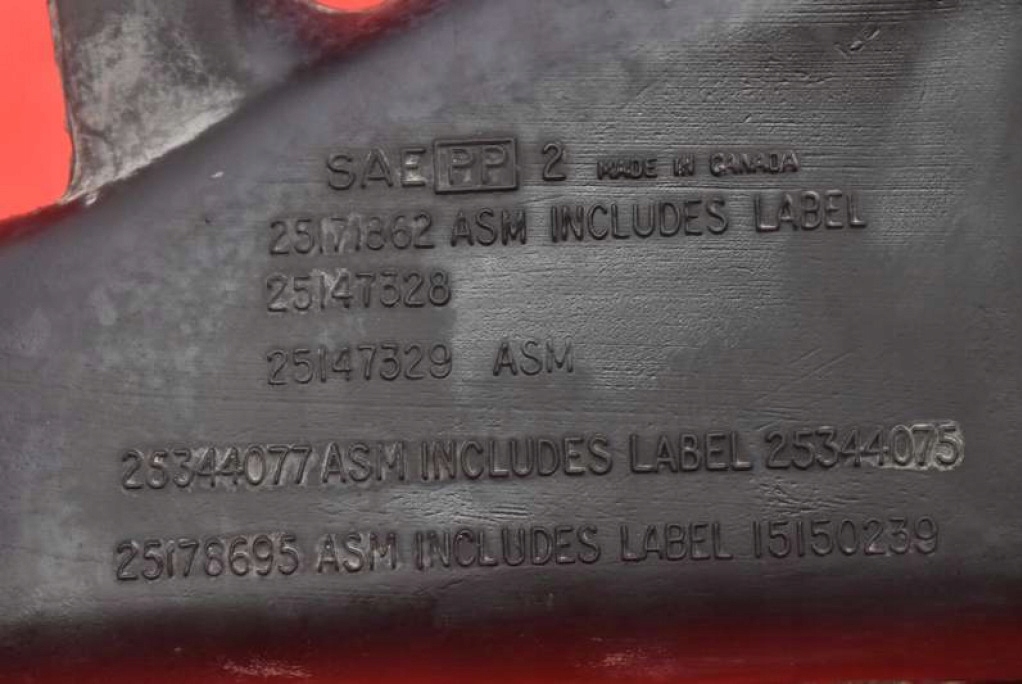 SAE PP 2 MADE IN CANADA
25171862 ASM INCLUDES LABEL
25147328
25147329 ASM
25344077 ASM INCLUDES LABEL 25344075
25178695 ASM INCLUDES LABEL 15150239